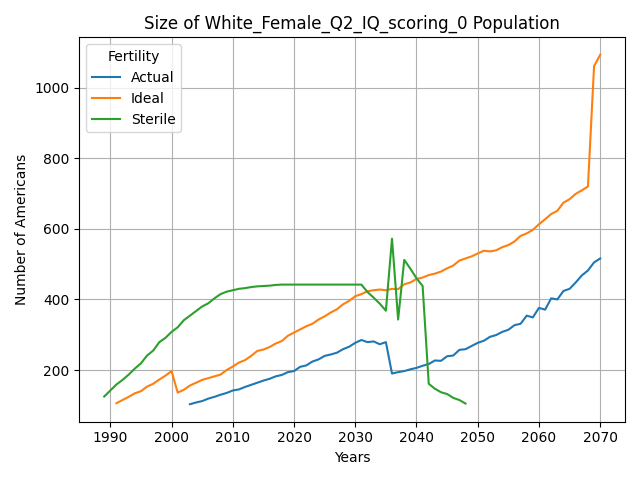 Size of White_Female_Q2_IQ_scoring_0 Population
Fertility
Actual
Ideal
Sterile
Number of Americans
1000
800
600
400
200
1990 2000 2010 2020 2030 2040 2050 2060 2070
Years